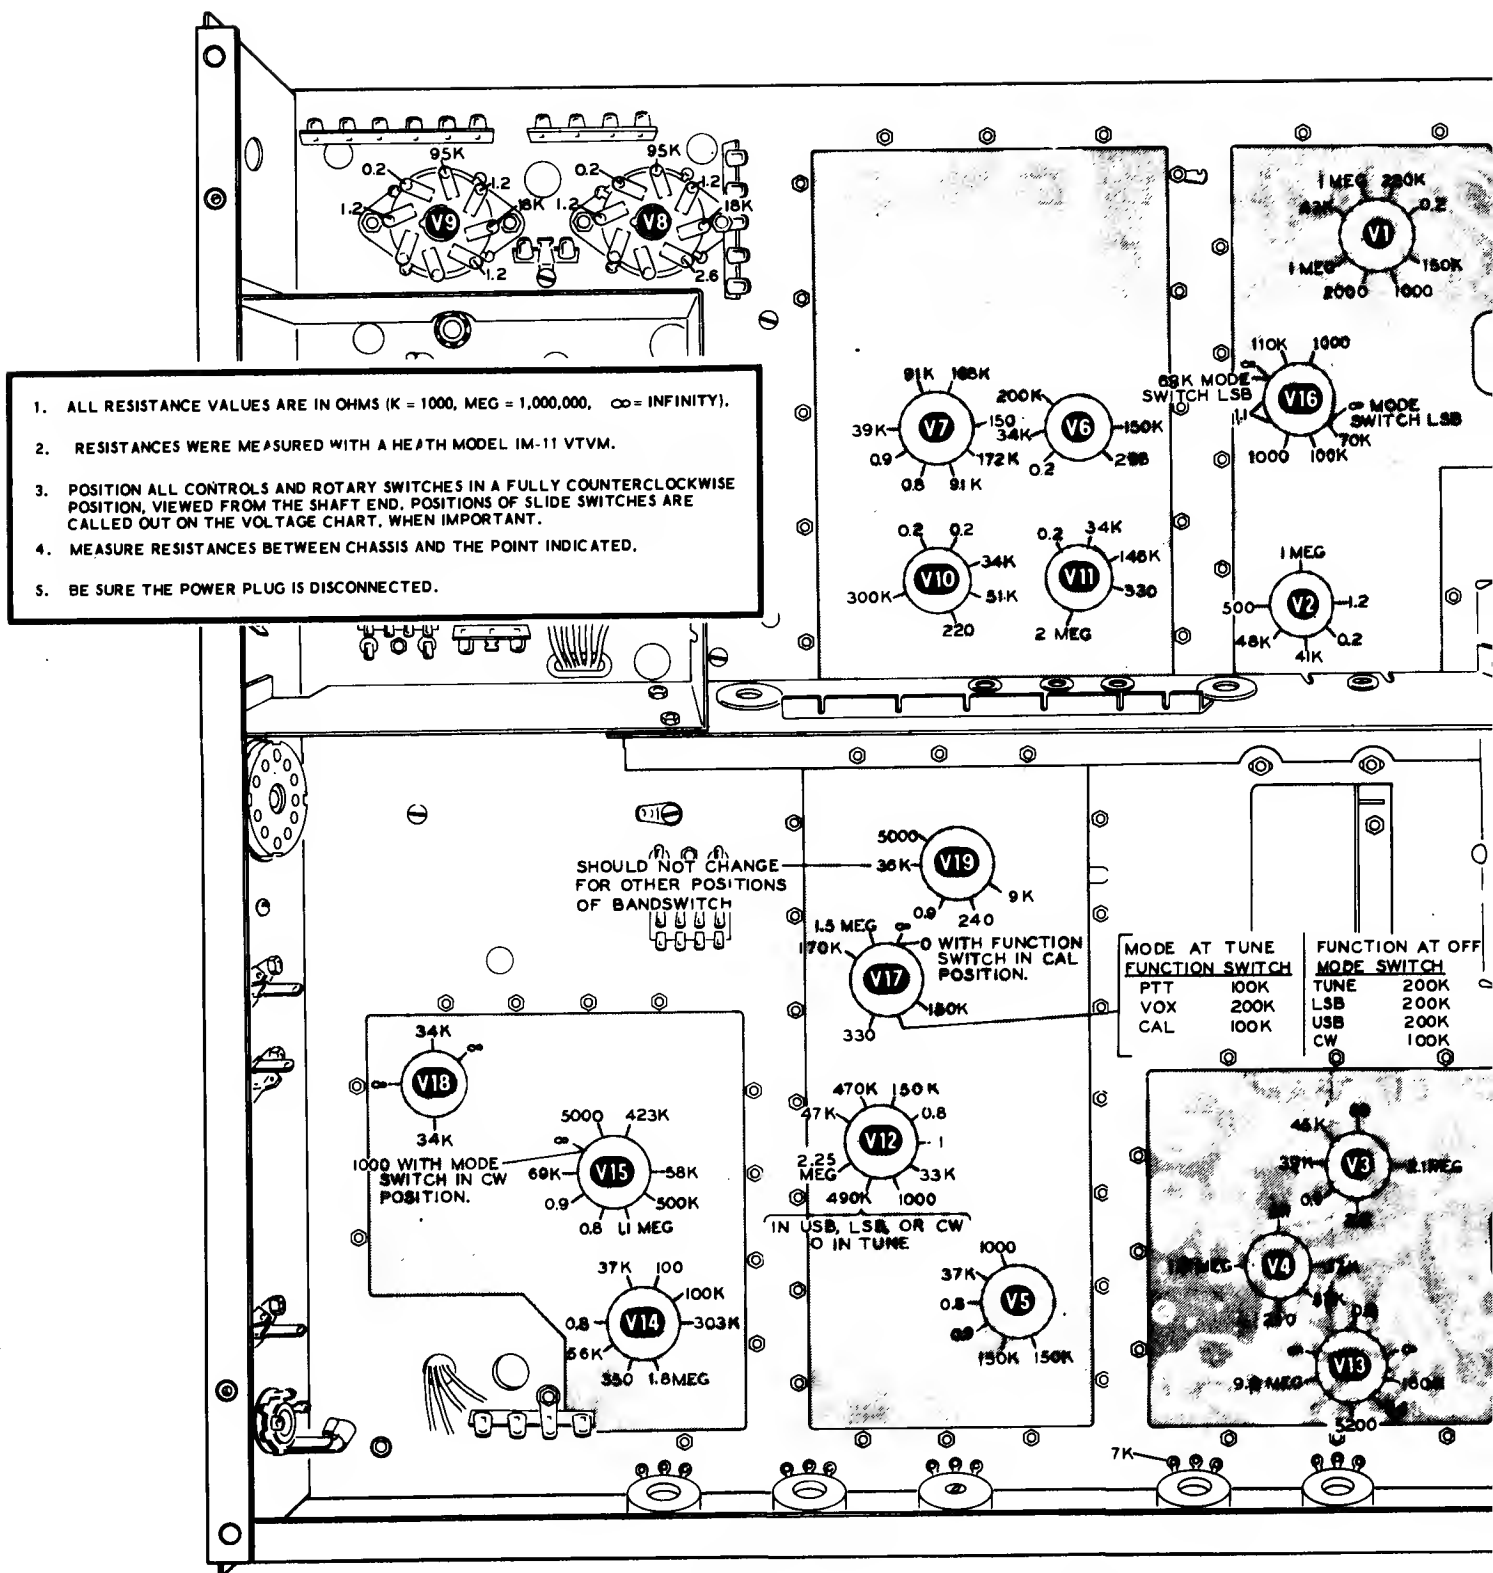 95K
0.2
1.2
1.2
18K
V9
1.2
95K
0.2
1.2
1.2
18K
V8
2.6
1 MEG
0.2
V1
1 MEG
150K
2000
1000
1. ALL RESISTANCE VALUES ARE IN OHMS (K = 1000, MEG = 1,000,000, ∞ = INFINITY).
2. RESISTANCES WERE MEASURED WITH A HEATH MODEL IM-11 VTVM.
3. POSITION ALL CONTROLS AND ROTARY SWITCHES IN A FULLY COUNTERCLOCKWISE
POSITION, VIEWED FROM THE SHAFT END. POSITIONS OF SLIDE SWITCHES ARE
CALLED OUT ON THE VOLTAGE CHART, WHEN IMPORTANT.
4. MEASURE RESISTANCES BETWEEN CHASSIS AND THE POINT INDICATED.
5. BE SURE THE POWER PLUG IS DISCONNECTED.
91K
39K
V7
150
0.9
172K
0.8
91K
200K
34K
V6
150K
0.2
110K
1000
∞
MODE
SWITCH LSB
V16
1.1
∞ MODE
SWITCH LSB
70K
1000
100K
0.2
0.2
34K
V10
300K
51K
220
0.2
34K
V11
330
2 MEG
1 MEG
500
V2
1.2
48K
0.2
41K
5000
36K
V19
9K
0.9
240
SHOULD NOT CHANGE
FOR OTHER POSITIONS
OF BANDSWITCH
1.5 MEG
∞
170K
0 WITH FUNCTION
SWITCH IN CAL
POSITION.
V17
330
MODE AT TUNE
FUNCTION SWITCH
PTT 100K
VOX 200K
CAL 100K
FUNCTION AT OFF
MODE SWITCH
TUNE 200K
LSB 200K
USB 200K
CW 100K
34K
∞
∞
V18
34K
1000 WITH MODE
SWITCH IN CW
POSITION.
5000
423K
∞
69K
V15
58K
0.9
500K
0.8
1.1 MEG
470K
150K
47K
0.8
V12
1
2.25
MEG
33K
490K
1000
IN USB, LSB, OR CW
0 IN TUNE
37K
100
100K
0.8
V14
303K
56K
1.8MEG
1000
37K
0.8
V5
0.9
150K
150K
45K
V3
V4
V13
∞
∞
7K